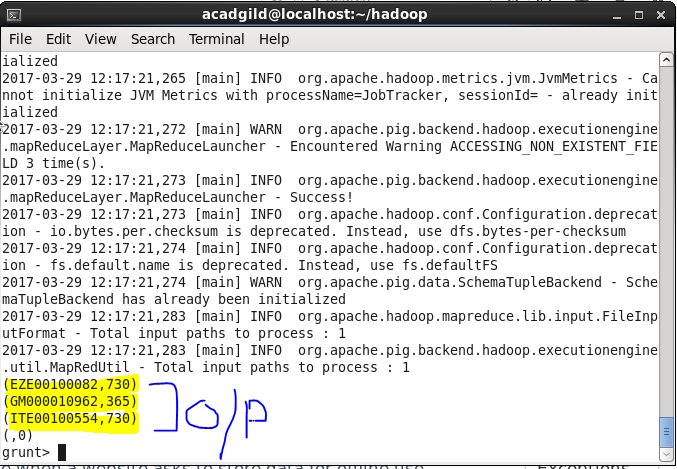 acadgild@localhost:~/hadoop
File Edit View Search Terminal Help
ialized
2017-03-29 12:17:21,265 [main] INFO  org.apache.hadoop.metrics.jvm.JvmMetrics - Ca
nnot initialize JVM Metrics with processName=JobTracker, sessionId= - already init
ialized
2017-03-29 12:17:21,272 [main] WARN  org.apache.pig.backend.hadoop.executionengine
.mapReduceLayer.MapReduceLauncher - Encountered Warning ACCESSING_NON_EXISTENT_FIE
LD 3 time(s).
2017-03-29 12:17:21,273 [main] INFO  org.apache.pig.backend.hadoop.executionengine
.mapReduceLayer.MapReduceLauncher - Success!
2017-03-29 12:17:21,273 [main] INFO  org.apache.hadoop.conf.Configuration.deprecat
ion - io.bytes.per.checksum is deprecated. Instead, use dfs.bytes-per-checksum
2017-03-29 12:17:21,274 [main] INFO  org.apache.hadoop.conf.Configuration.deprecat
ion - fs.default.name is deprecated. Instead, use fs.defaultFS
2017-03-29 12:17:21,274 [main] WARN  org.apache.pig.data.SchemaTupleBackend - Sche
maTupleBackend has already been initialized
2017-03-29 12:17:21,283 [main] INFO  org.apache.hadoop.mapreduce.lib.input.FileInp
utFormat - Total input paths to process : 1
2017-03-29 12:17:21,283 [main] INFO  org.apache.pig.backend.hadoop.executionengine
.util.MapRedUtil - Total input paths to process : 1
(EZE00100082,730)
(GM000010962,365)
(ITE00100554,730)
o/p
(,0)
grunt>